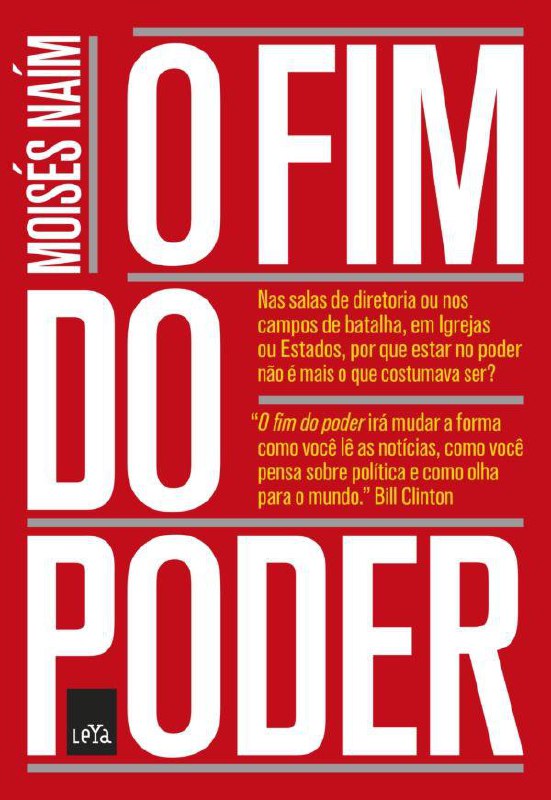 MOISÉS NAÍM
O FIM
DO
Nas salas de diretoria ou nos
campos de batalha, em Igrejas
ou Estados, por que estar no poder
não é mais o que costumava ser?
“O fim do poder irá mudar a forma
como você lê as notícias, como você
pensa sobre política e como olha
para o mundo.” Bill Clinton
PODER
LeYa